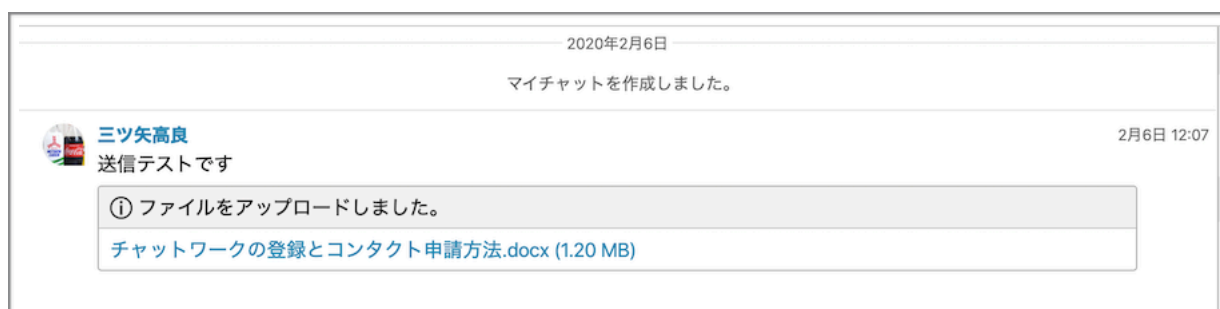 2020年2月6日
マイチャットを作成しました。
三ツ矢高良
2月6日 12:07
送信テストです
ファイルをアップロードしました。
チャットワークの登録とコンタクト申請方法.docx (1.20 MB)